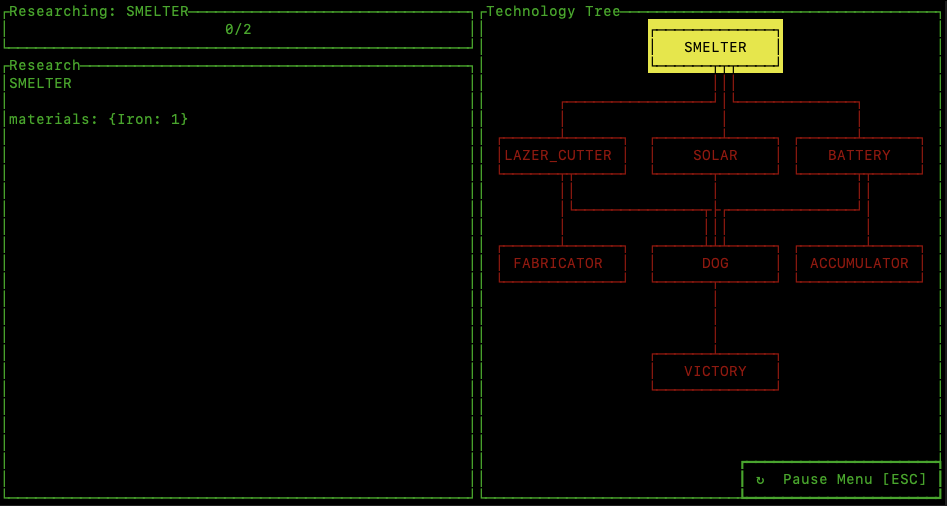 Researching: SMELTER
0/2
Research
SMELTER
materials: {Iron: 1}
Technology Tree
SMELTER
LAZER_CUTTER SOLAR BATTERY
FABRICATOR DOG ACCUMULATOR
VICTORY
↻ Pause Menu [ESC]